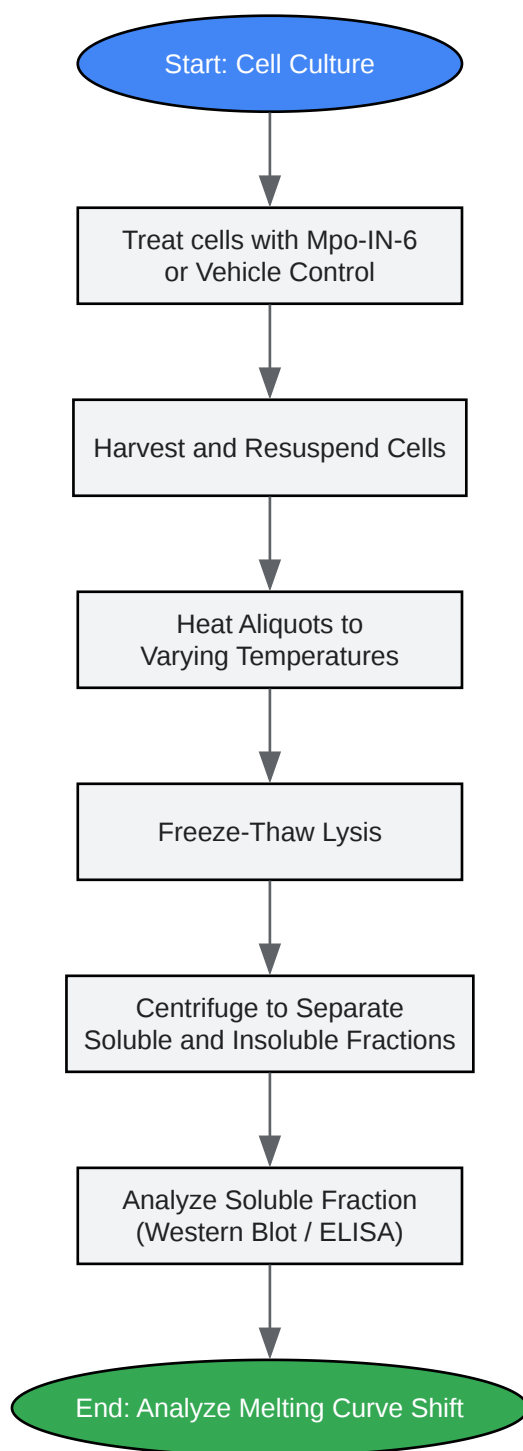 Start: Cell Culture
Treat cells with Mpo-IN-6
or Vehicle Control
Harvest and Resuspend Cells
Heat Aliquots to
Varying Temperatures
Freeze-Thaw Lysis
Centrifuge to Separate
Soluble and Insoluble Fractions
Analyze Soluble Fraction
(Western Blot / ELISA)
End: Analyze Melting Curve Shift